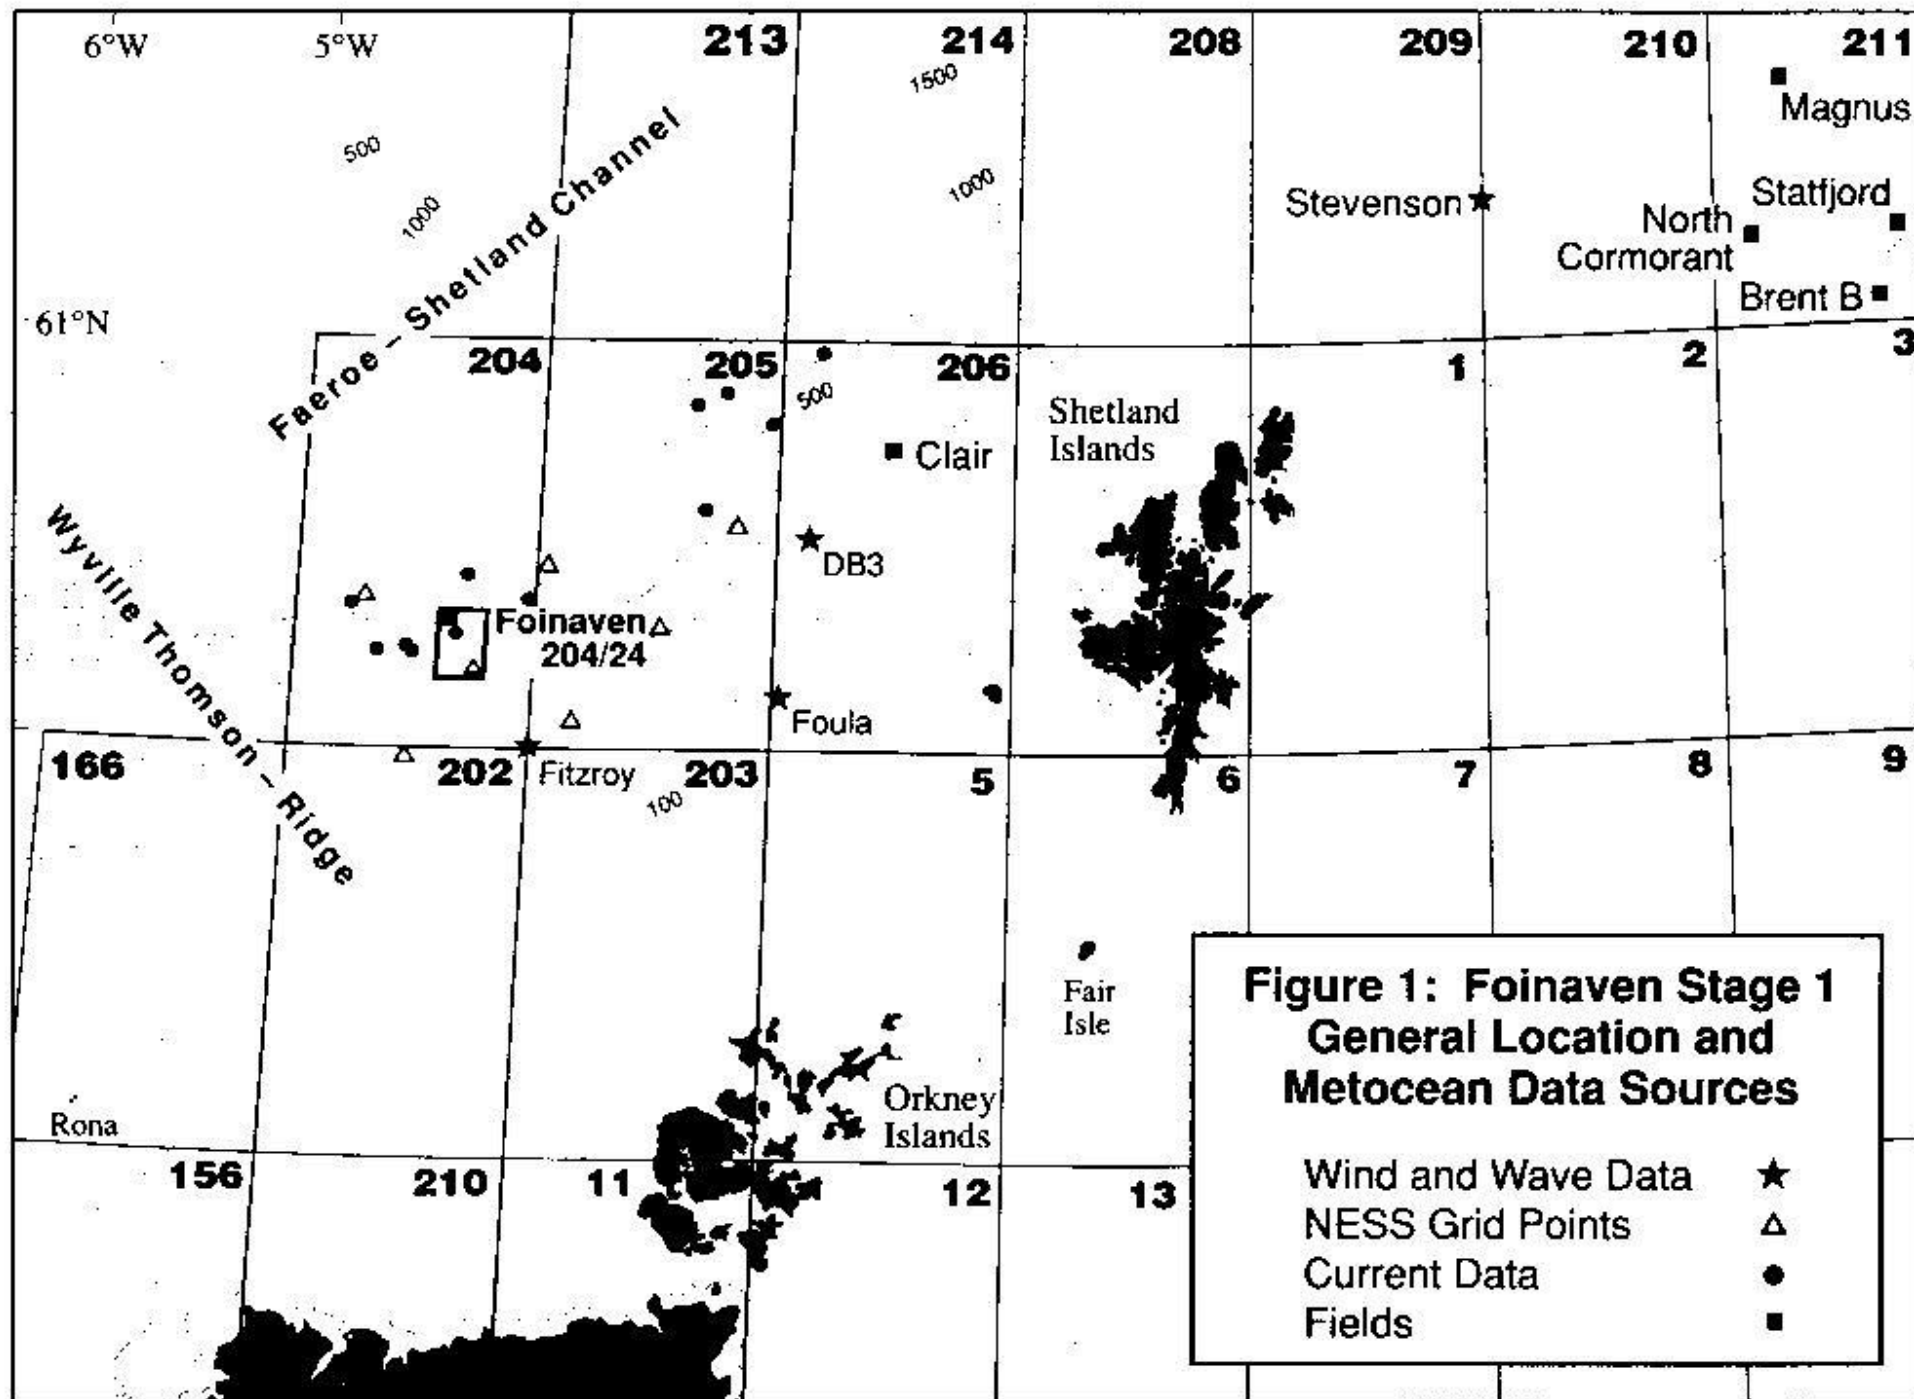 6°W
5°W
213
214
208
209
210
211
1500
Magnus
500
Faeroe – Shetland Channel
1000
1000
Stevenson
Statfjord
North
Cormorant
Brent B
61°N
204
205
206
1
2
3
500
Shetland
Islands
Clair
Wyville Thomson – Ridge
DB3
Foinaven
204/24
Foula
166
202
Fitzroy
203
5
6
7
8
9
100
Fair
Isle
Orkney
Islands
Rona
156
210
11
12
13
Figure 1: Foinaven Stage 1
General Location and
Metocean Data Sources
Wind and Wave Data
NESS Grid Points
Current Data
Fields